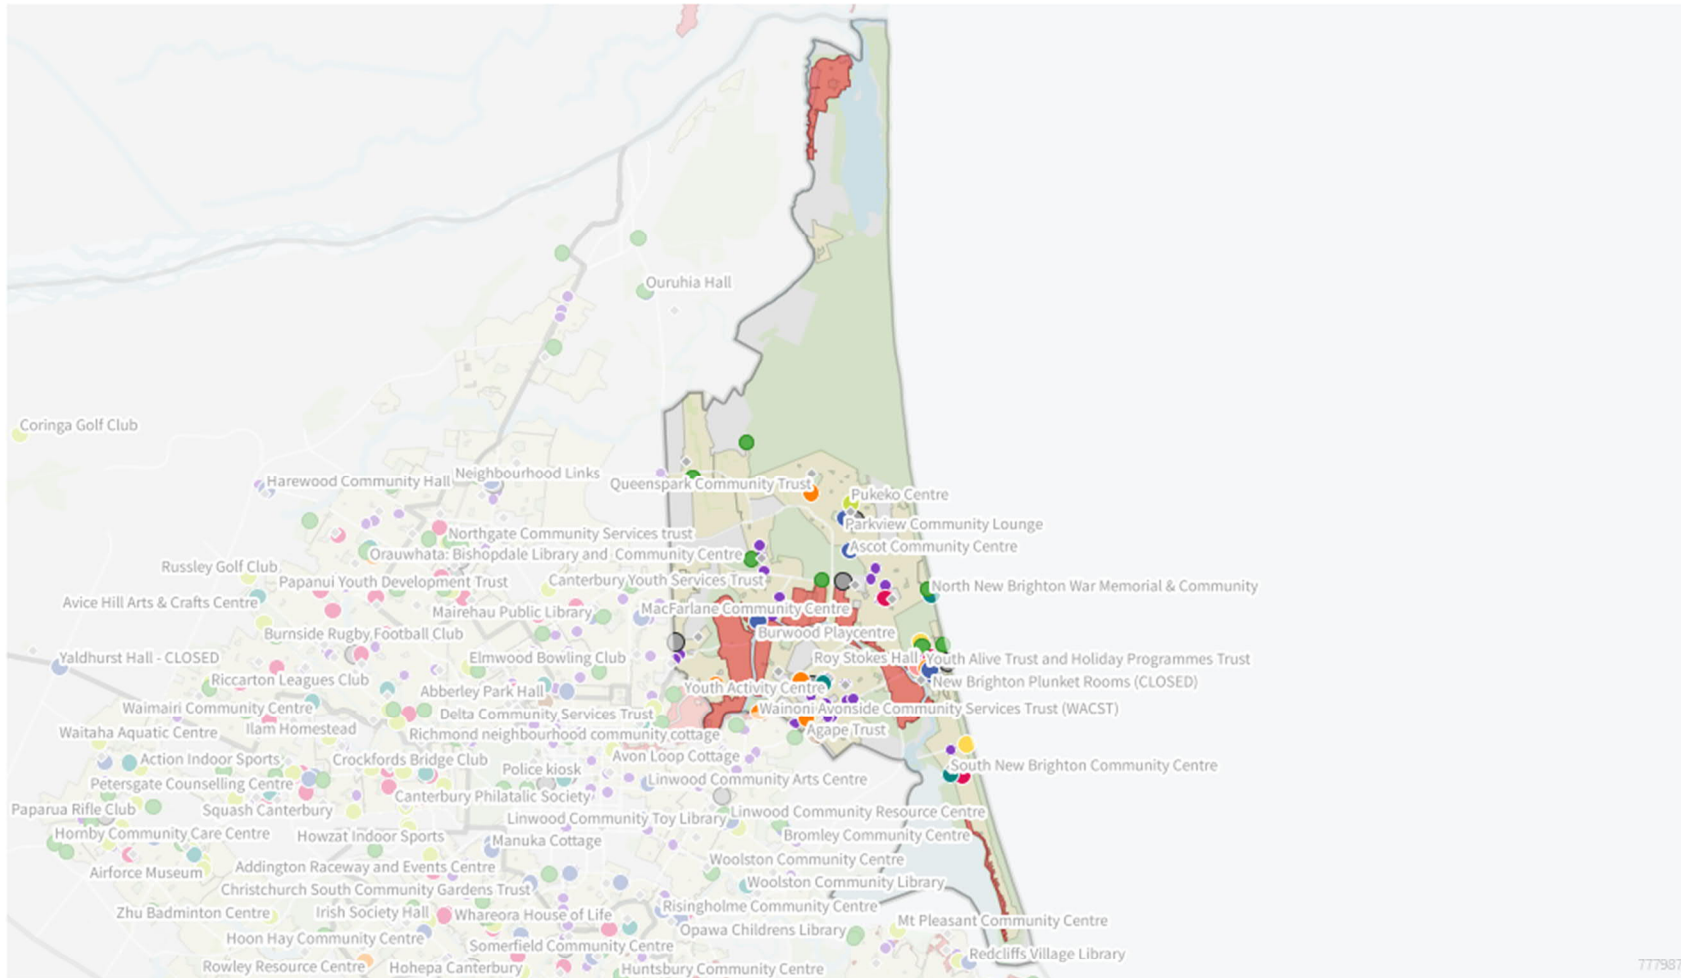 Ouruhia Hall
Coringa Golf Club
Neighbourhood Links
Harewood Community Hall
Queenspark Community Trust
Pukeko Centre
Parkview Community Lounge
Northgate Community Services trust
Ascot Community Centre
Orauwhata: Bishopdale Library and Community Centre
Russley Golf Club
Papanui Youth Development Trust
Canterbury Youth Services Trust
North New Brighton War Memorial & Community
Avice Hill Arts & Crafts Centre
Mairehau Public Library
MacFarlane Community Centre
Burnside Rugby Football Club
Burwood Playcentre
Yaldhurst Hall - CLOSED
Elmwood Bowling Club
Roy Stokes Hall
Youth Alive Trust and Holiday Programmes Trust
Riccarton Leagues Club
New Brighton Plunket Rooms (CLOSED)
Abberley Park Hall
Youth Activity Centre
Waimairi Community Centre
Delta Community Services Trust
Wainoni Avonside Community Services Trust (WACST)
Waitaha Aquatic Centre
Ilam Homestead
Richmond neighbourhood community cottage
Agape Trust
Action Indoor Sports
Crockfords Bridge Club
Avon Loop Cottage
South New Brighton Community Centre
Police kiosk
Petersgate Counselling Centre
Linwood Community Arts Centre
Canterbury Philatalic Society
Paparua Rifle Club
Squash Canterbury
Linwood Community Resource Centre
Linwood Community Toy Library
Hornby Community Care Centre
Howzat Indoor Sports
Manuka Cottage
Bromley Community Centre
Airforce Museum
Addington Raceway and Events Centre
Woolston Community Centre
Christchurch South Community Gardens Trust
Woolston Community Library
Zhu Badminton Centre
Irish Society Hall
Whareora House of Life
Risingholme Community Centre
Mt Pleasant Community Centre
Hoon Hay Community Centre
Somerfield Community Centre
Opawa Childrens Library
Redcliffs Village Library
Rowley Resource Centre
Hohepa Canterbury
Huntsbury Community Centre
777987